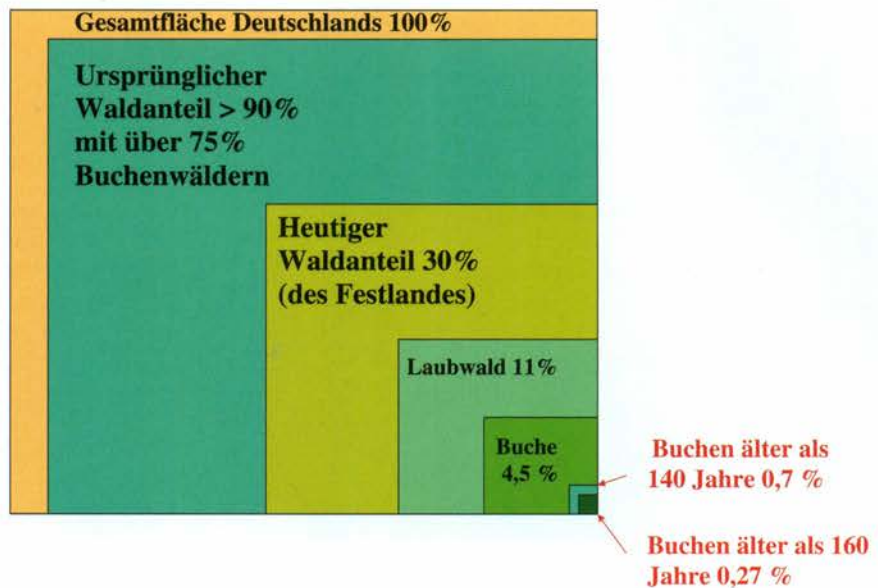 Gesamtfläche Deutschlands 100%
Ursprünglicher
Waldanteil > 90%
mit über 75%
Buchenwäldern
Heutiger
Waldanteil 30%
(des Festlandes)
Laubwald 11%
Buche
4,5 %
Buchen älter als
140 Jahre 0,7 %
Buchen älter als 160
Jahre 0,27 %